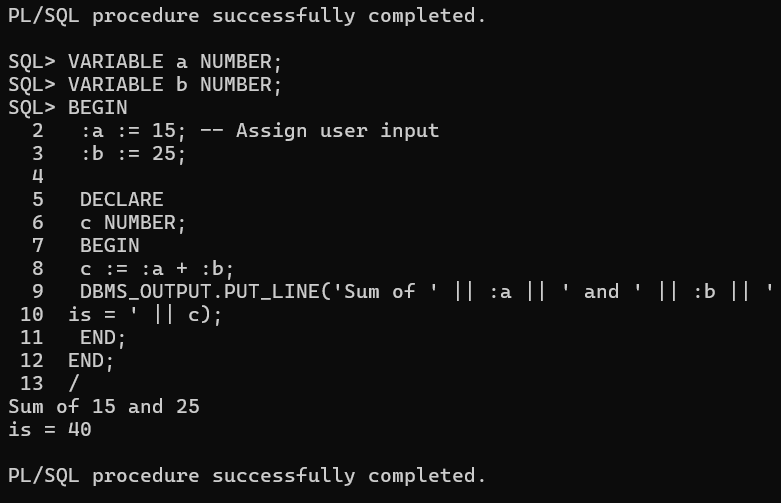 PL/SQL procedure successfully completed.

SQL> VARIABLE a NUMBER;
SQL> VARIABLE b NUMBER;
SQL> BEGIN
  2   :a := 15; -- Assign user input
  3   :b := 25;
  4
  5   DECLARE
  6   c NUMBER;
  7   BEGIN
  8   c := :a + :b;
  9   DBMS_OUTPUT.PUT_LINE('Sum of ' || :a || ' and ' || :b || '
 10  is = ' || c);
 11   END;
 12  END;
 13  /
Sum of 15 and 25
is = 40

PL/SQL procedure successfully completed.